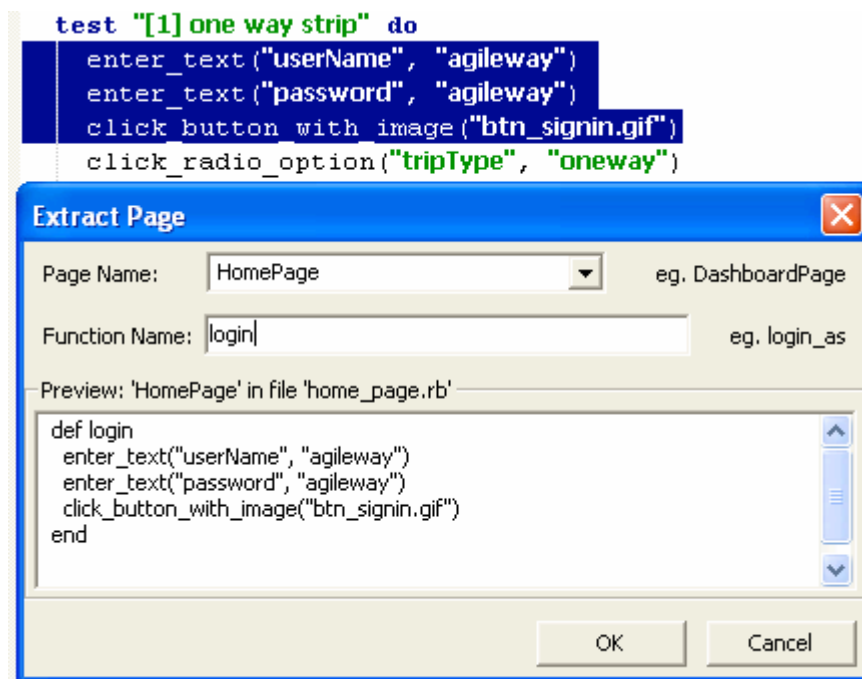 test "[1] one way strip" do
enter_text("userName", "agileway")
enter_text("password", "agileway")
click_button_with_image("btn_signin.gif")
click_radio_option("tripType", "oneway")
Extract Page
Page Name: HomePage eg. DashboardPage
Function Name: login eg. login_as
Preview: 'HomePage' in file 'home_page.rb'
def login
enter_text("userName", "agileway")
enter_text("password", "agileway")
click_button_with_image("btn_signin.gif")
end
OK Cancel